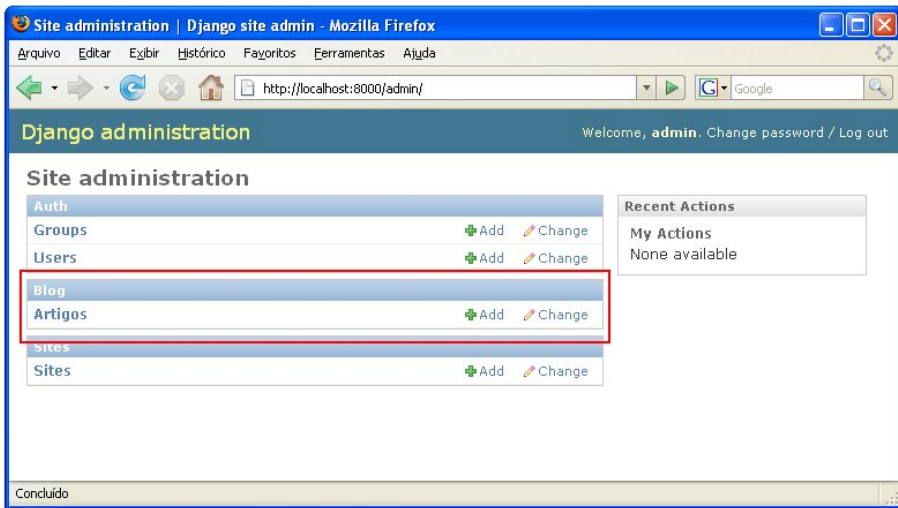 Site administration | Django site admin - Mozilla Firefox
Arquivo Editar Exibir Histórico Favoritos Ferramentas Ajuda
http://localhost:8000/admin/ G Google
Django administration Welcome, admin. Change password / Log out
Site administration
Auth
Groups Add Change
Users Add Change
Blog
Artigos Add Change
Sites
Sites Add Change
Recent Actions
My Actions
None available
Concluído